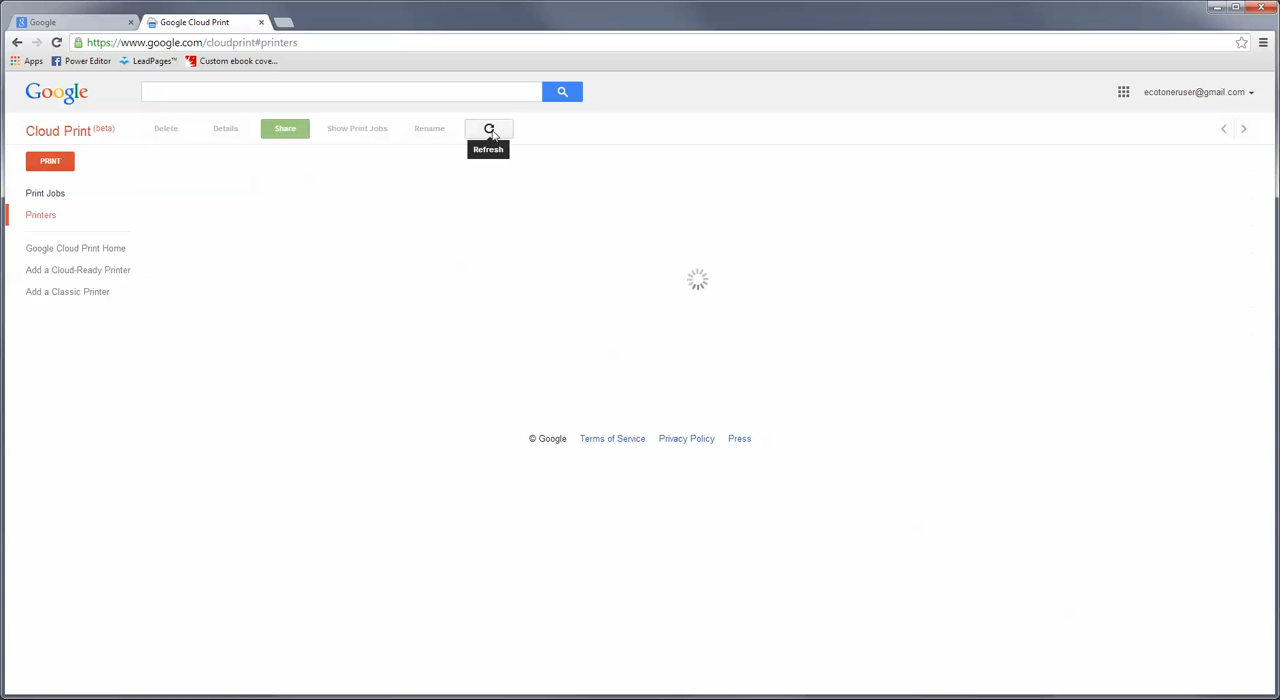 Google
Google Cloud Print
https://www.google.com/cloudprint#printers
Apps Power Editor LeadPages™ Custom ebook cove...
Google
ecotoneruser@gmail.com
Cloud Print (beta) Delete Details Share Show Print Jobs Rename
Refresh
PRINT
Print Jobs
Printers
Google Cloud Print Home
Add a Cloud-Ready Printer
Add a Classic Printer
© Google Terms of Service Privacy Policy Press